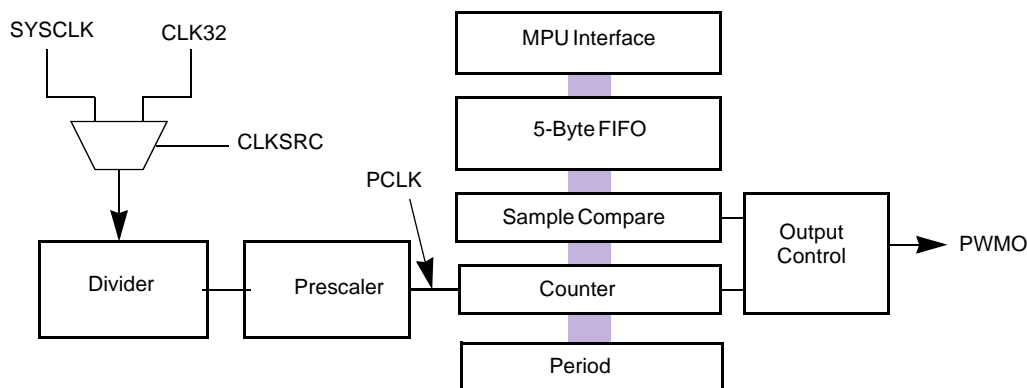 SYSCLK
CLK32
MPU Interface
5-Byte FIFO
CLKSRC
PCLK
Sample Compare
Output
Control
PWMO
Divider
Prescaler
Counter
Period